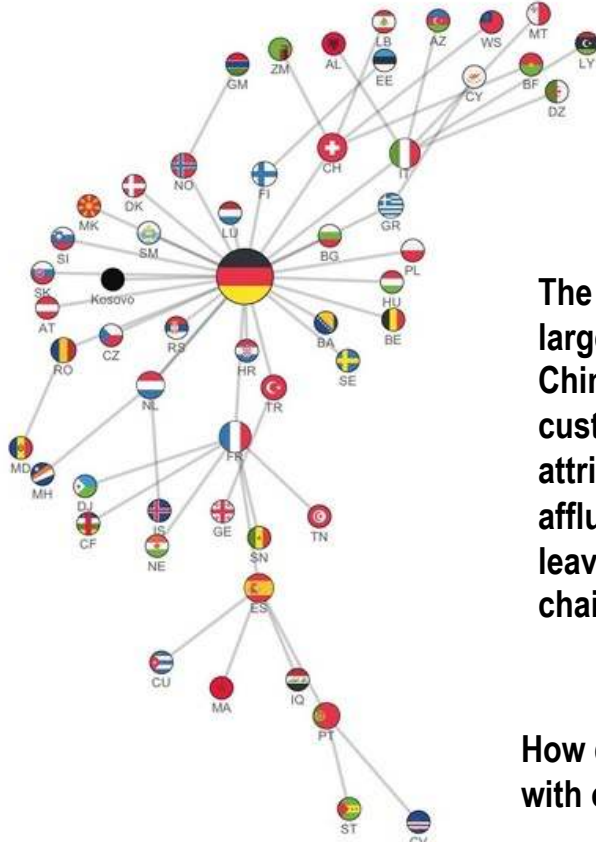 LB
AZ
WS
MT
ZM
AL
EE
LY
GM
CY
BF
DZ
CH
IT
NO
FI
DK
MK
LU
GR
SM
SI
BG
PL
SK
Kosovo
HU
AT
CZ
RS
BA
BE
RO
HR
SE
NL
TR
FR
MD
MH
DJ
CF
IS
NE
GE
SN
TN
ES
CU
MA
IQ
PT
ST
CV
The
large
Chin
cust
attri
afflu
leav
chai
How
with